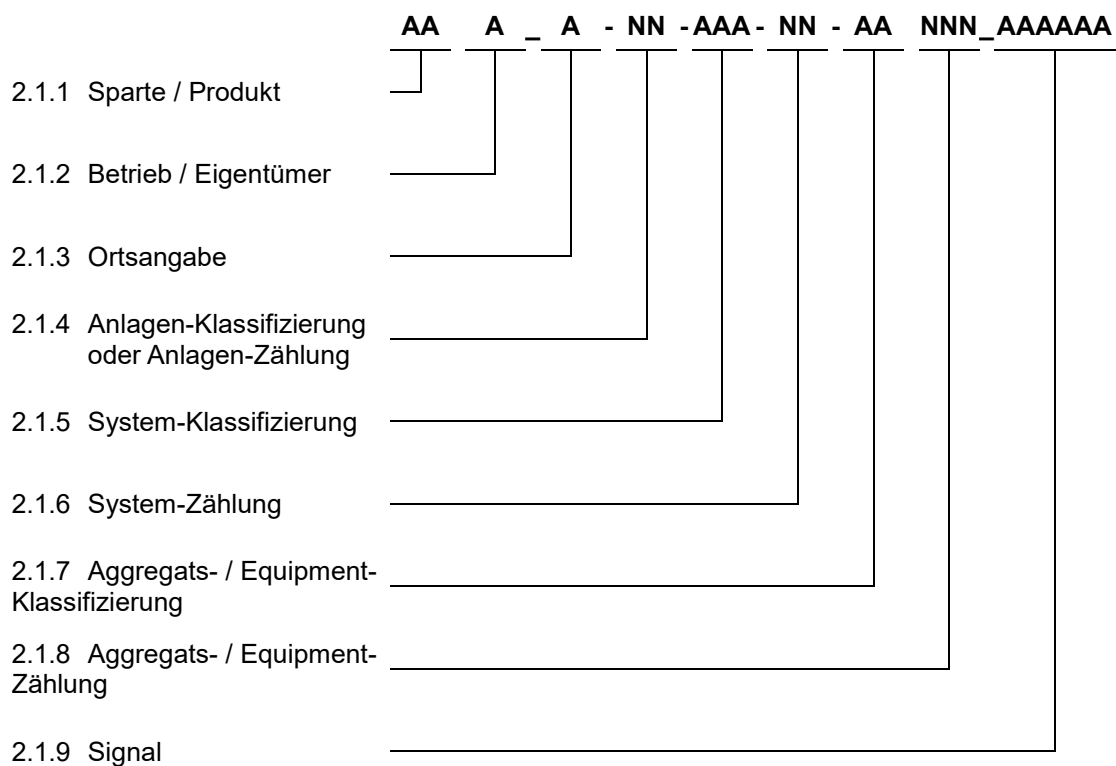 AA A _ A - NN - AAA - NN - AA NNN_AAAAAA
2.1.1 Sparte / Produkt
2.1.2 Betrieb / Eigentümer
2.1.3 Ortsangabe
2.1.4 Anlagen-Klassifizierung
oder Anlagen-Zählung
2.1.5 System-Klassifizierung
2.1.6 System-Zählung
2.1.7 Aggregats- / Equipment-
Klassifizierung
2.1.8 Aggregats- / Equipment-
Zählung
2.1.9 Signal